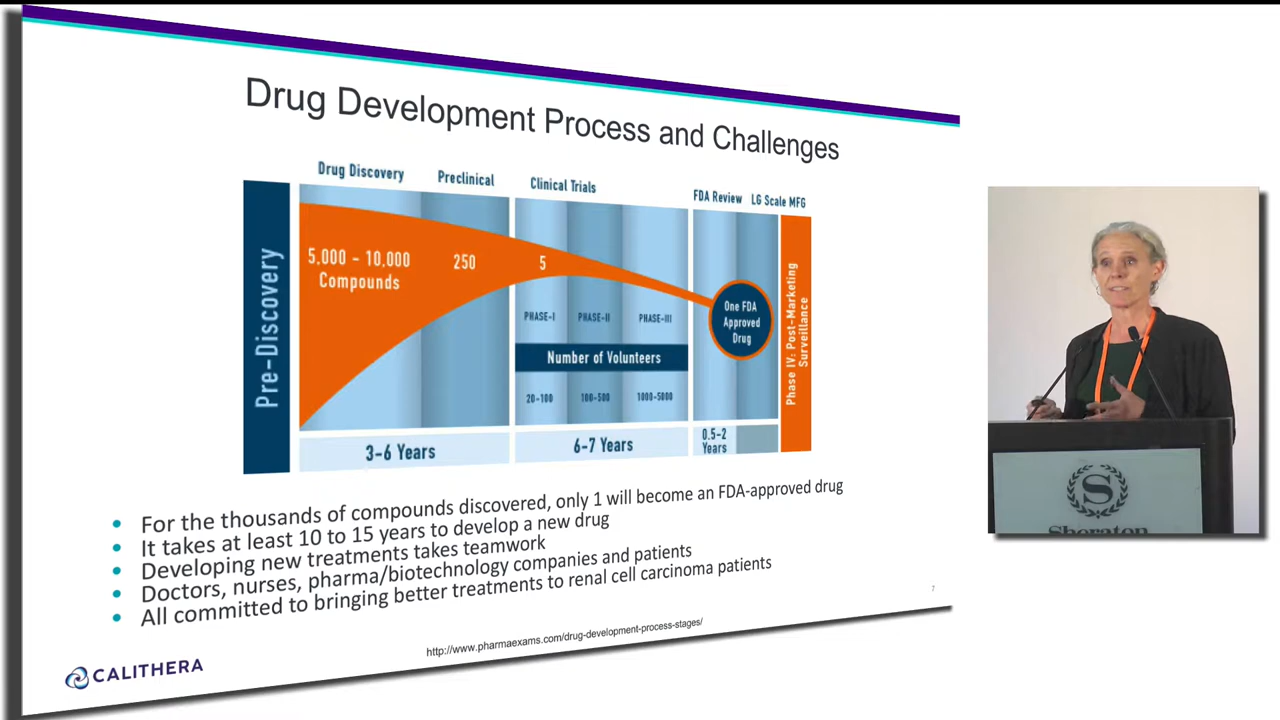 Drug Development Process and Challenges
Drug Discovery
Preclinical
Clinical Trials
FDA Review
LG Scale MFG
Pre-Discovery
5,000 - 10,000
Compounds
250
5
PHASE-I
PHASE-II
PHASE-III
Number of Volunteers
20-100
100-500
1000-5000
One FDA
Approved
Drug
Phase IV: Post-Marketing
Surveillance
3-6 Years
6-7 Years
0.5-2
Years
• For the thousands of compounds discovered, only 1 will become an FDA-approved drug
• It takes at least 10 to 15 years to develop a new drug
• Developing new treatments takes teamwork
• Doctors, nurses, pharma/biotechnology companies and patients
• All committed to bringing better treatments to renal cell carcinoma patients
7
http://www.pharmaexams.com/drug-development-process-stages/
CALITHERA
S
Sheraton